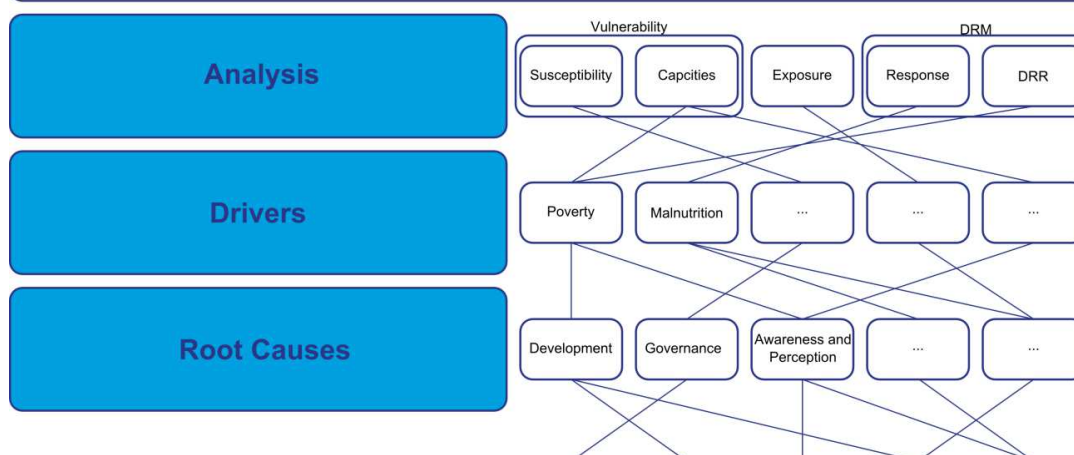 Vulnerability
DRM
Analysis
Susceptibility
Capcities
Exposure
Response
DRR
Drivers
Poverty
Malnutrition
...
...
...
Root Causes
Development
Governance
Awareness and
Perception
...
...